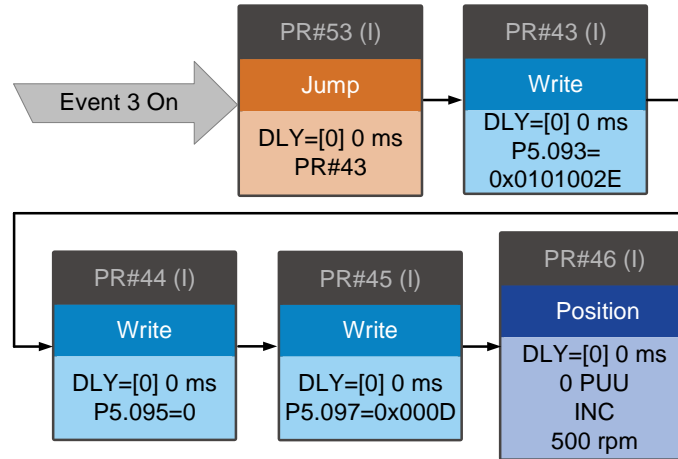 Event 3 On
PR#53 (I)
Jump
DLY=[0] 0 ms
PR#43
PR#43 (I)
Write
DLY=[0] 0 ms
P5.093=
0x0101002E
PR#44 (I)
Write
DLY=[0] 0 ms
P5.095=0
PR#45 (I)
Write
DLY=[0] 0 ms
P5.097=0x000D
PR#46 (I)
Position
DLY=[0] 0 ms
0 PUU
INC
500 rpm